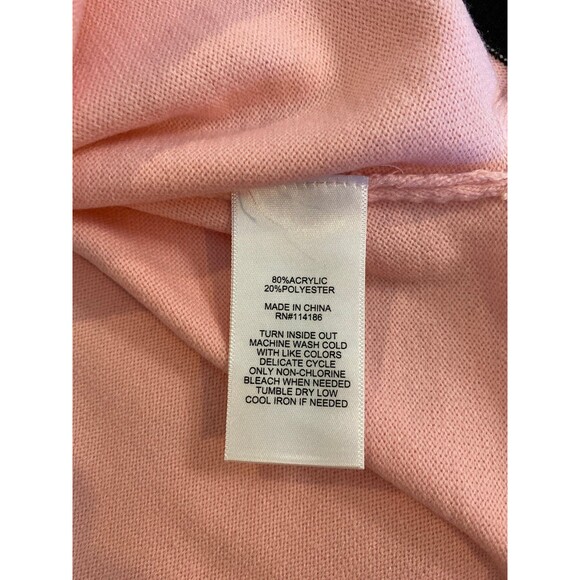 80%ACRYLIC
20%POLYESTER
MADE IN CHINA
RN#114186
TURN INSIDE OUT
MACHINE WASH COLD
WITH LIKE COLORS
DELICATE CYCLE
ONLY NON-CHLORINE
BLEACH WHEN NEEDED
TUMBLE DRY LOW
COOL IRON IF NEEDED